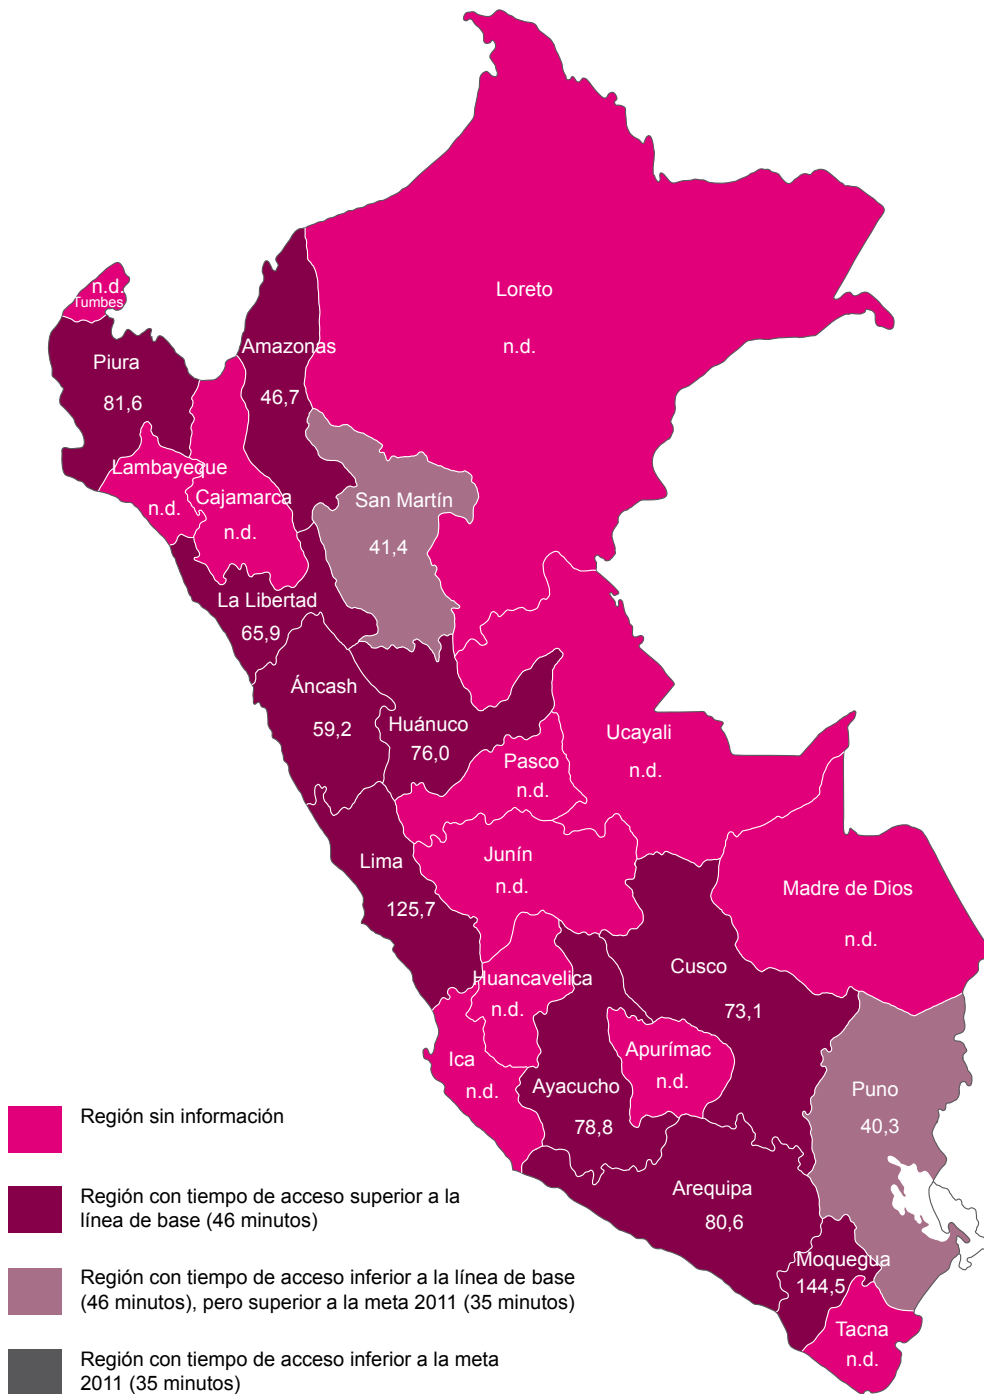 Loreto
n.d.
n.d.
Tumbes
Amazonas
46,7
Piura
81,6
Lambayeque
n.d.
Cajamarca
n.d.
San Martín
41,4
La Libertad
65,9
Áncash
59,2
Huánuco
76,0
Ucayali
n.d.
Pasco
n.d.
Lima
125,7
Junín
n.d.
Madre de Dios
n.d.
Huancavelica
n.d.
Cusco
73,1
Ica
n.d.
Apurímac
n.d.
Ayacucho
78,8
Puno
40,3
Arequipa
80,6
Moquegua
144,5
Tacna
n.d.
Región sin información
Región con tiempo de acceso superior a la
línea de base (46 minutos)
Región con tiempo de acceso inferior a la línea de base
(46 minutos), pero superior a la meta 2011 (35 minutos)
Región con tiempo de acceso inferior a la meta
2011 (35 minutos)